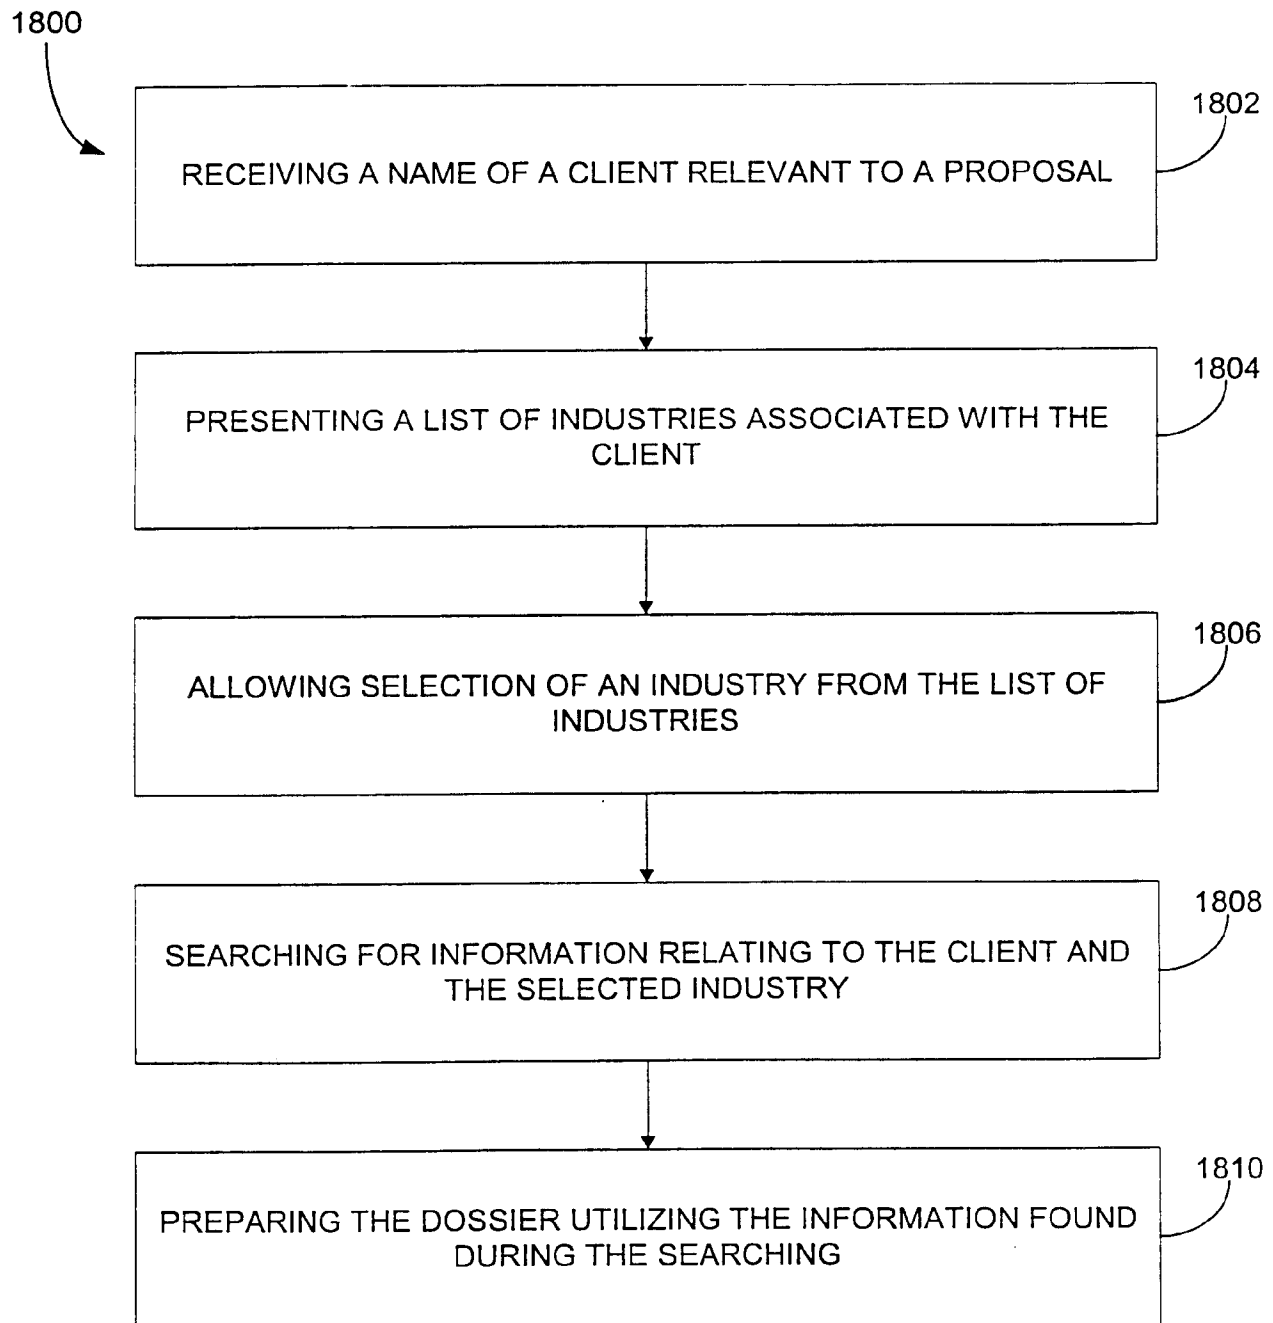 1800
1802
RECEIVING A NAME OF A CLIENT RELEVANT TO A PROPOSAL
1804
PRESENTING A LIST OF INDUSTRIES ASSOCIATED WITH THE
CLIENT
1806
ALLOWING SELECTION OF AN INDUSTRY FROM THE LIST OF
INDUSTRIES
1808
SEARCHING FOR INFORMATION RELATING TO THE CLIENT AND
THE SELECTED INDUSTRY
1810
PREPARING THE DOSSIER UTILIZING THE INFORMATION FOUND
DURING THE SEARCHING